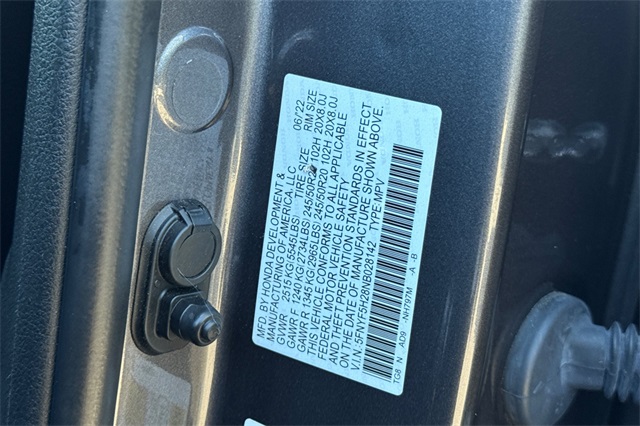 MFD. BY HONDA DEVELOPMENT &
MANUFACTURING OF AMERICA, LLC 06/22
GVWR 2515 KG(5545LBS) TIRE SIZE RIM SIZE
GAWR F 1240 KG(2734LBS) 245/50R20 102H 20X8.0J
GAWR R 1345 KG(2965LBS) 245/50R20 102H 20X8.0J
THIS VEHICLE CONFORMS TO ALL APPLICABLE
FEDERAL MOTOR VEHICLE SAFETY
AND THEFT PREVENTION STANDARDS IN EFFECT
ON THE DATE OF MANUFACTURE SHOWN ABOVE.
V.I.N.: TYPE: MPV
TG8 N A09 NH797M -A -B